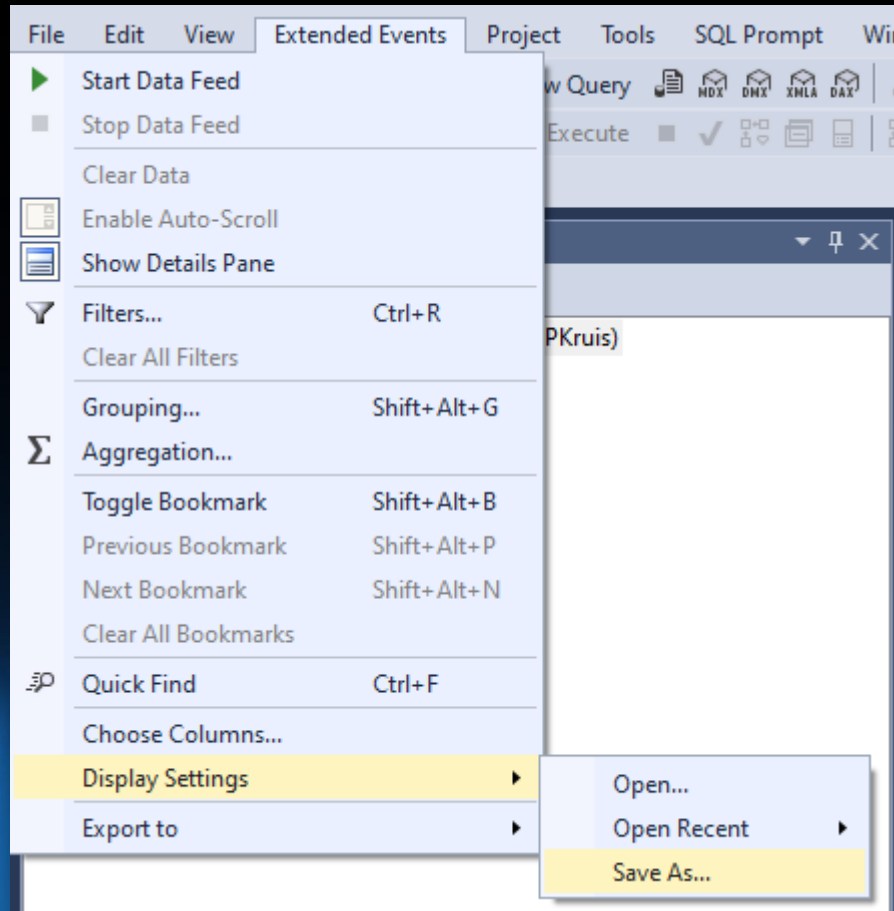 File Edit View Extended Events Project Tools SQL Prompt
Start Data Feed
w Query MDX DMX XMLA DAX
Stop Data Feed
Execute
Clear Data
Enable Auto-Scroll
Show Details Pane
Filters... Ctrl+R
PKruis)
Clear All Filters
Grouping... Shift+Alt+G
Aggregation...
Toggle Bookmark Shift+Alt+B
Previous Bookmark Shift+Alt+P
Next Bookmark Shift+Alt+N
Clear All Bookmarks
Quick Find Ctrl+F
Choose Columns...
Display Settings
Export to
Open...
Open Recent
Save As...